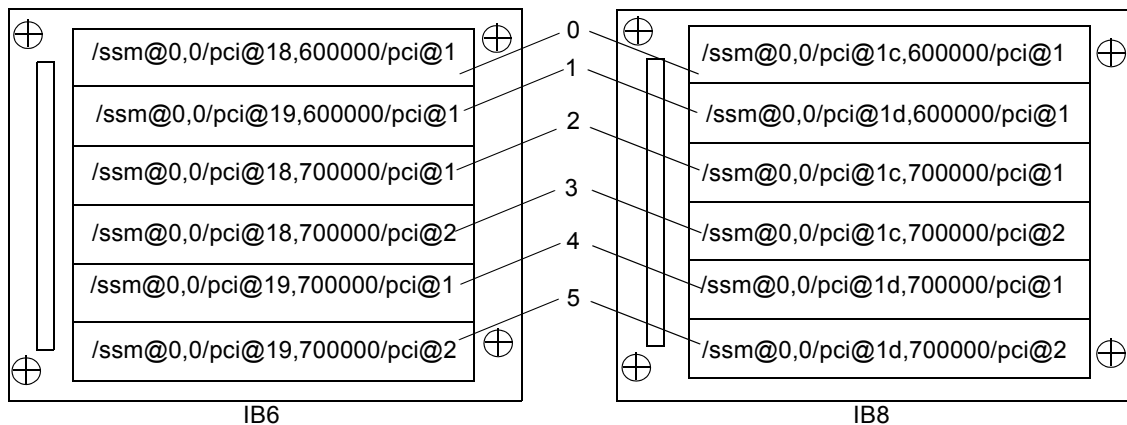 /ssm@0,0/pci@18,600000/pci@1
/ssm@0,0/pci@19,600000/pci@1
/ssm@0,0/pci@18,700000/pci@1
/ssm@0,0/pci@18,700000/pci@2
/ssm@0,0/pci@19,700000/pci@1
/ssm@0,0/pci@19,700000/pci@2
IB6
0
1
2
3
4
5
/ssm@0,0/pci@1c,600000/pci@1
/ssm@0,0/pci@1d,600000/pci@1
/ssm@0,0/pci@1c,700000/pci@1
/ssm@0,0/pci@1c,700000/pci@2
/ssm@0,0/pci@1d,700000/pci@1
/ssm@0,0/pci@1d,700000/pci@2
IB8